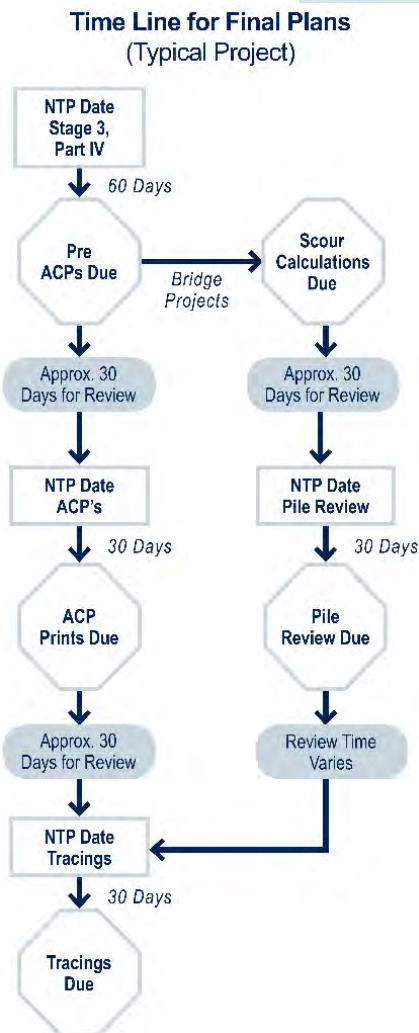 Time Line for Final Plans
(Typical Project)
NTP Date
Stage 3,
Part IV
60 Days
Pre
ACPs Due
Bridge
Projects
Scour
Calculations
Due
Approx. 30
Days for Review
Approx. 30
Days for Review
NTP Date
ACP's
NTP Date
Pile Review
30 Days
30 Days
ACP
Prints Due
Pile
Review Due
Approx. 30
Days for Review
Review Time
Varies
NTP Date
Tracings
30 Days
Tracings
Due